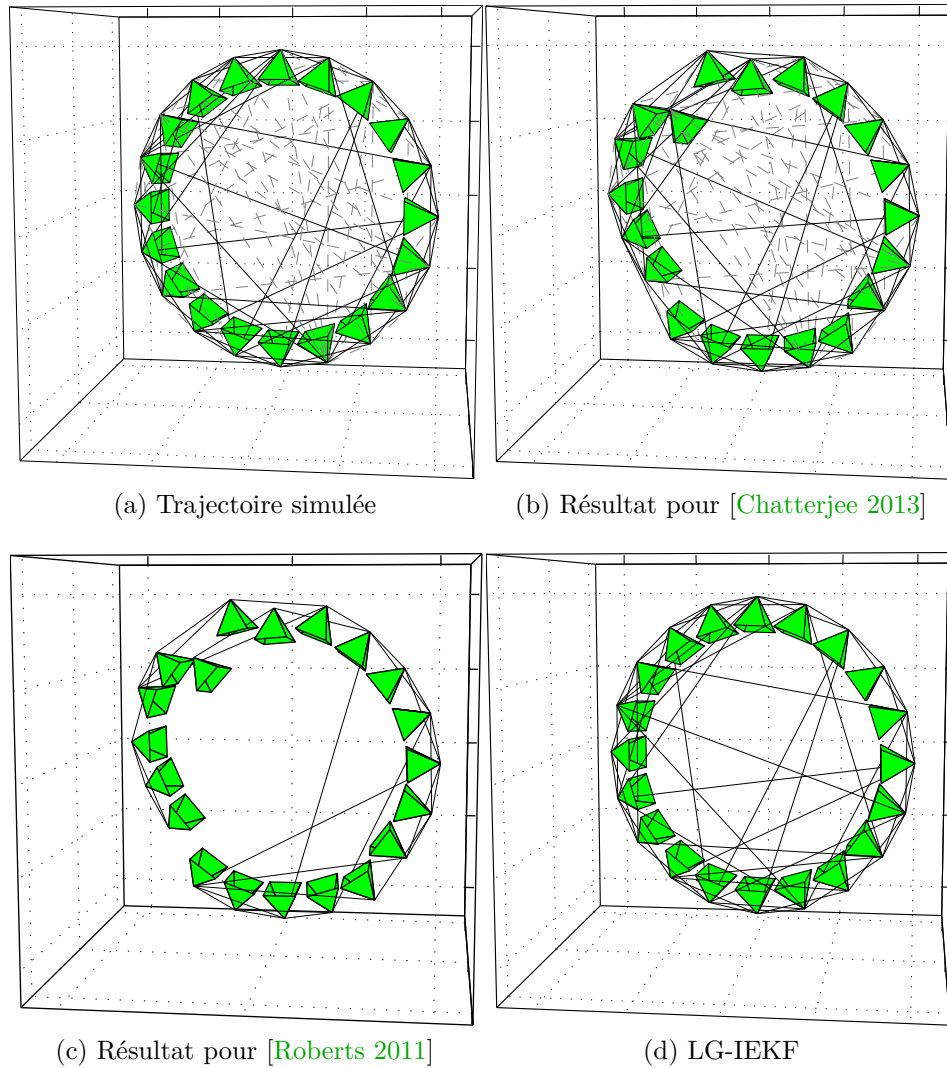 (a) Trajectoire simulée
(b) Résultat pour [Chatterjee 2013]
(c) Résultat pour [Roberts 2011]
(d) LG-IEKF